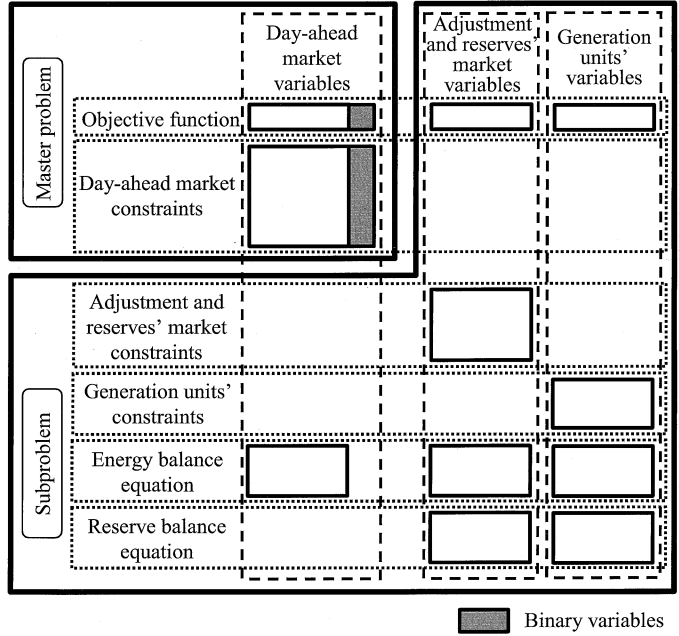 Day-ahead
market
variables
Adjustment
and reserves'
market
variables
Generation
units'
variables
Master problem
Objective function
Day-ahead market
constraints
Subproblem
Adjustment and
reserves' market
constraints
Generation units'
constraints
Energy balance
equation
Reserve balance
equation
Binary variables